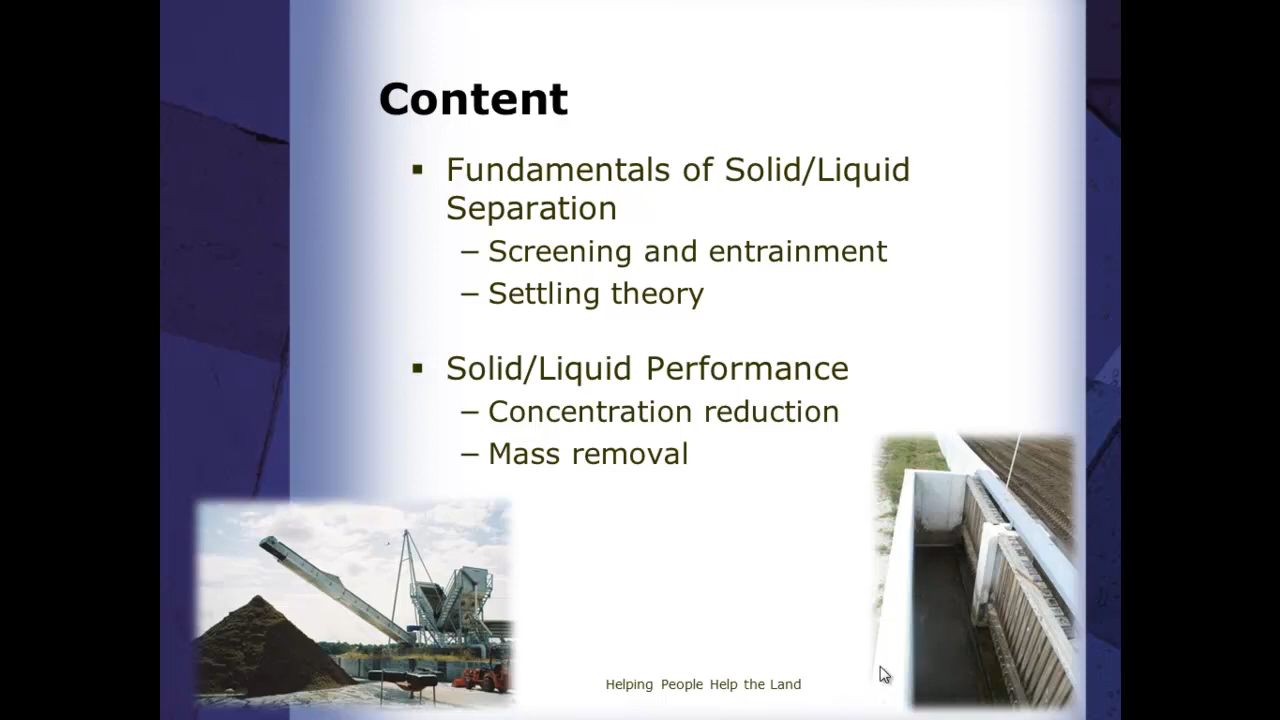 Content
▪ Fundamentals of Solid/Liquid
Separation
– Screening and entrainment
– Settling theory
▪ Solid/Liquid Performance
– Concentration reduction
– Mass removal
Helping People Help the Land